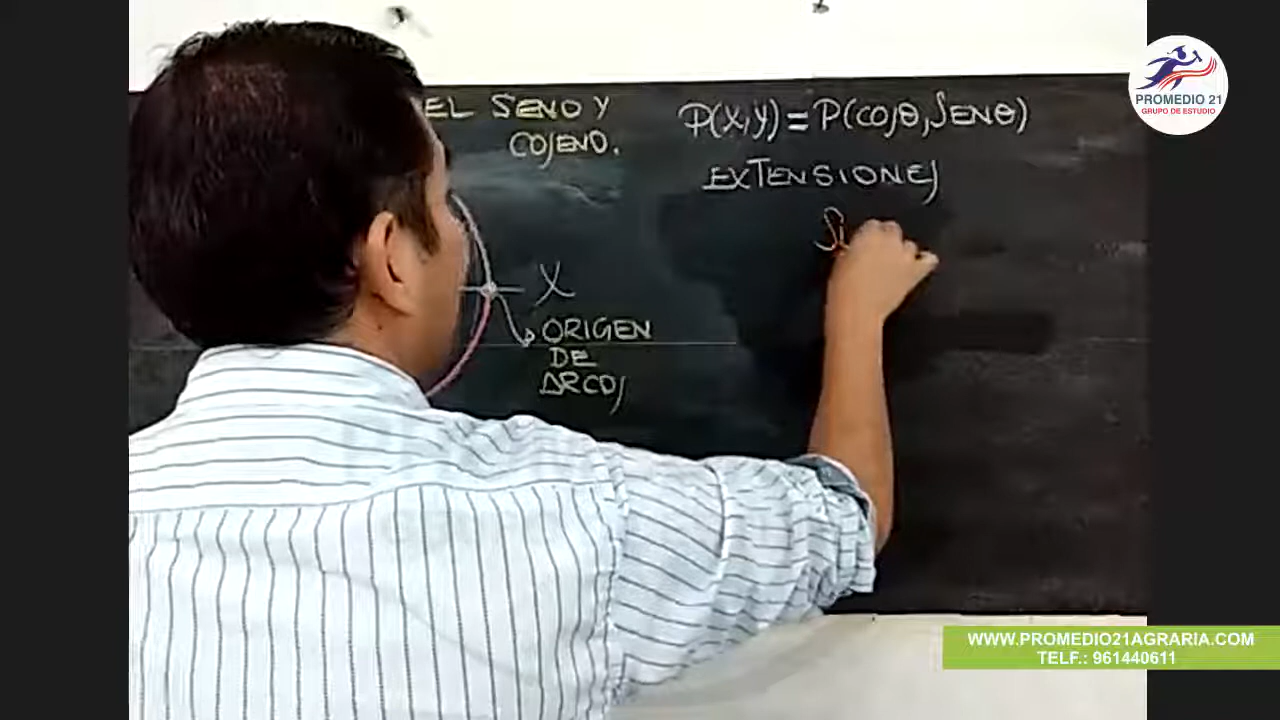 EL SENO Y
COSENO.
P(X,Y) = P(COSθ, SENθ)
EXTENSIONES
Si
X
ORIGEN
DE
ARCOS
PROMEDIO 21
GRUPO DE ESTUDIO
WWW.PROMEDIO21AGRARIA.COM
TELF.: 961440611